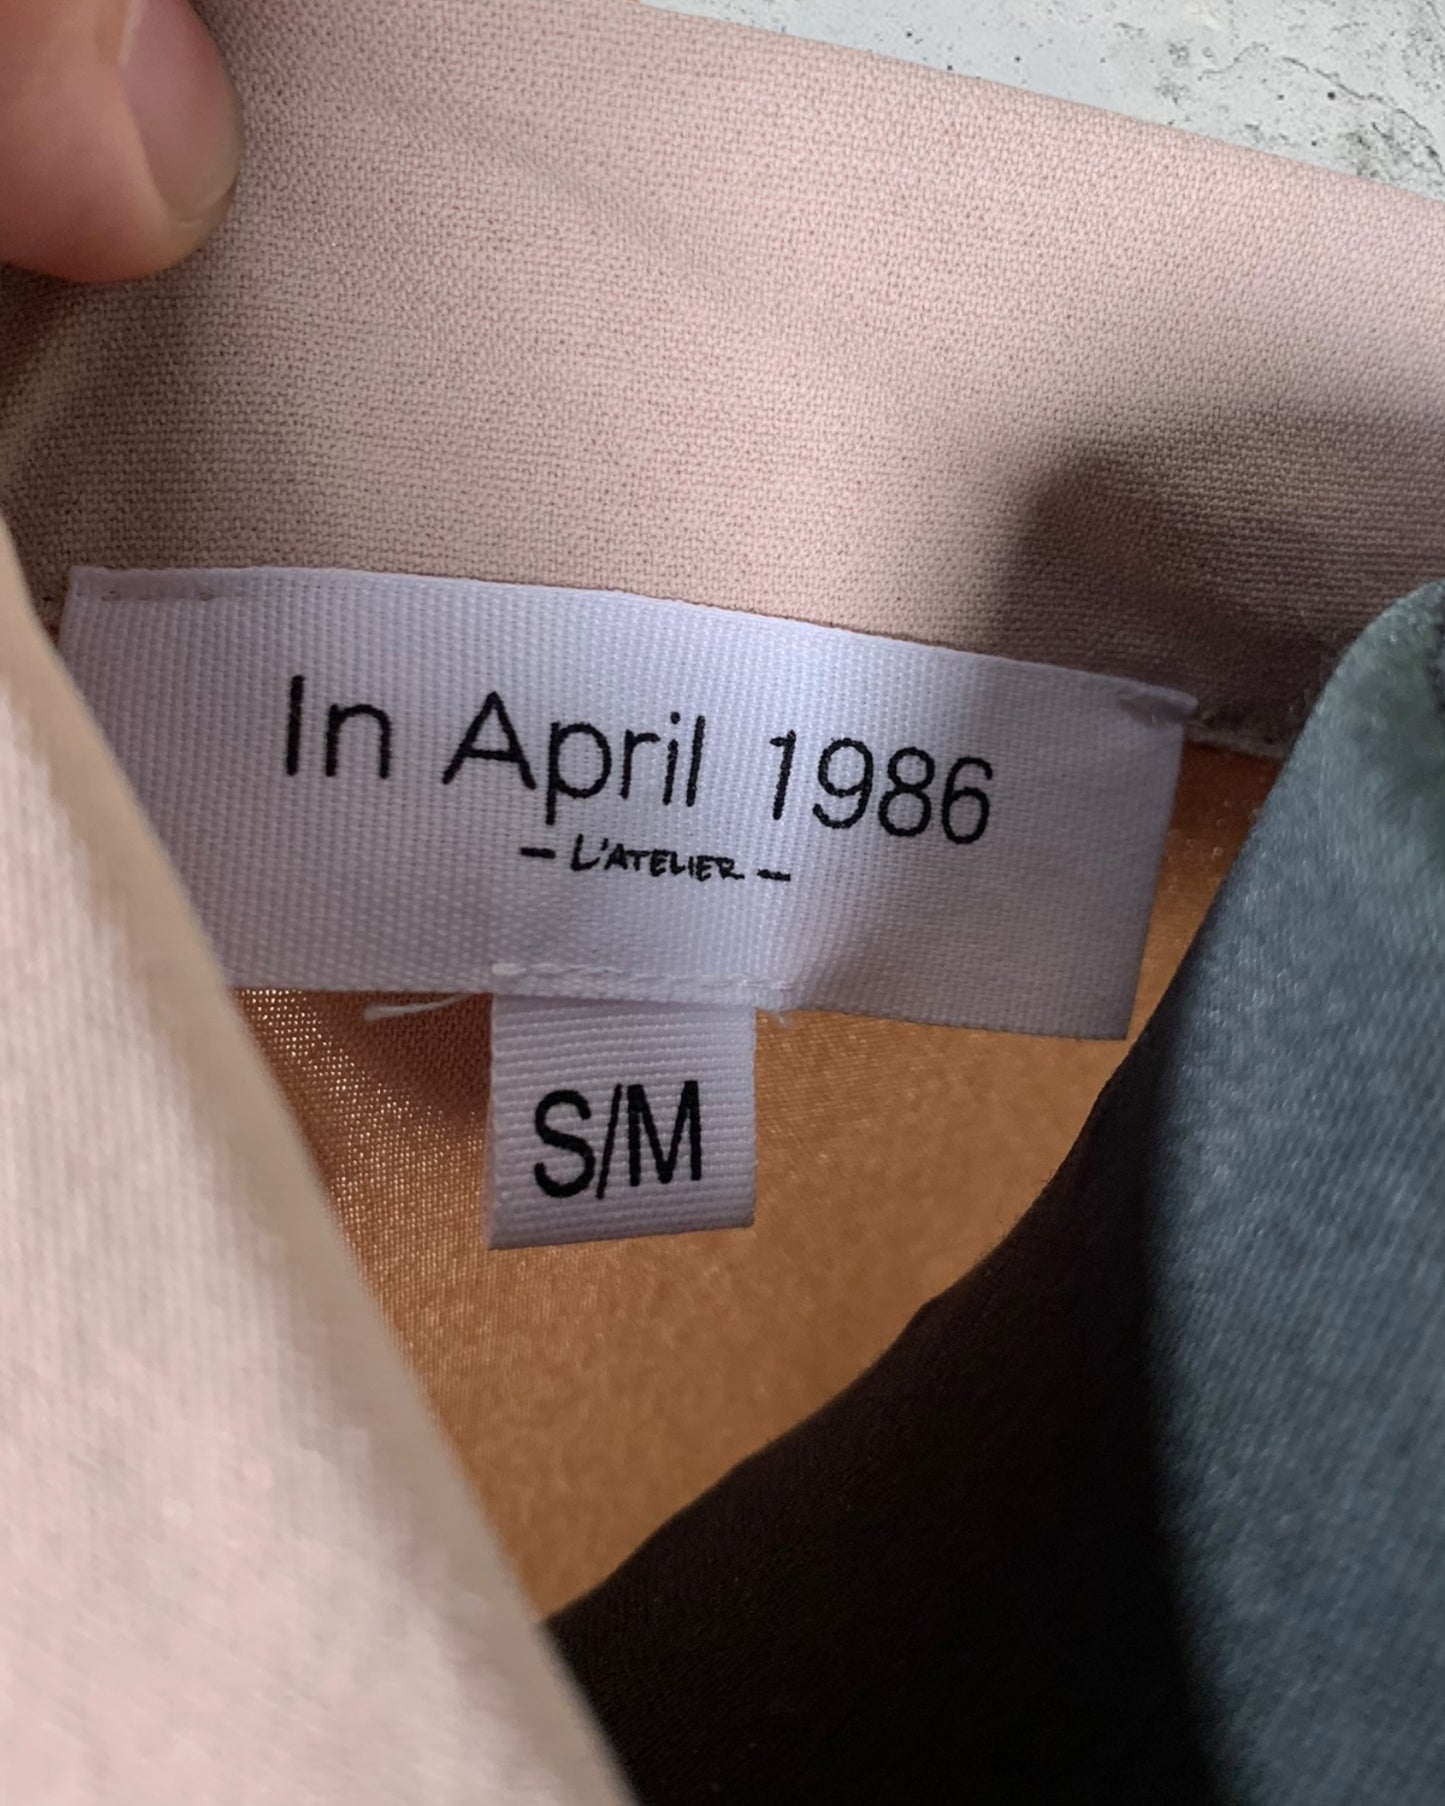 In April 1986
- L'ATELIER -
S/M